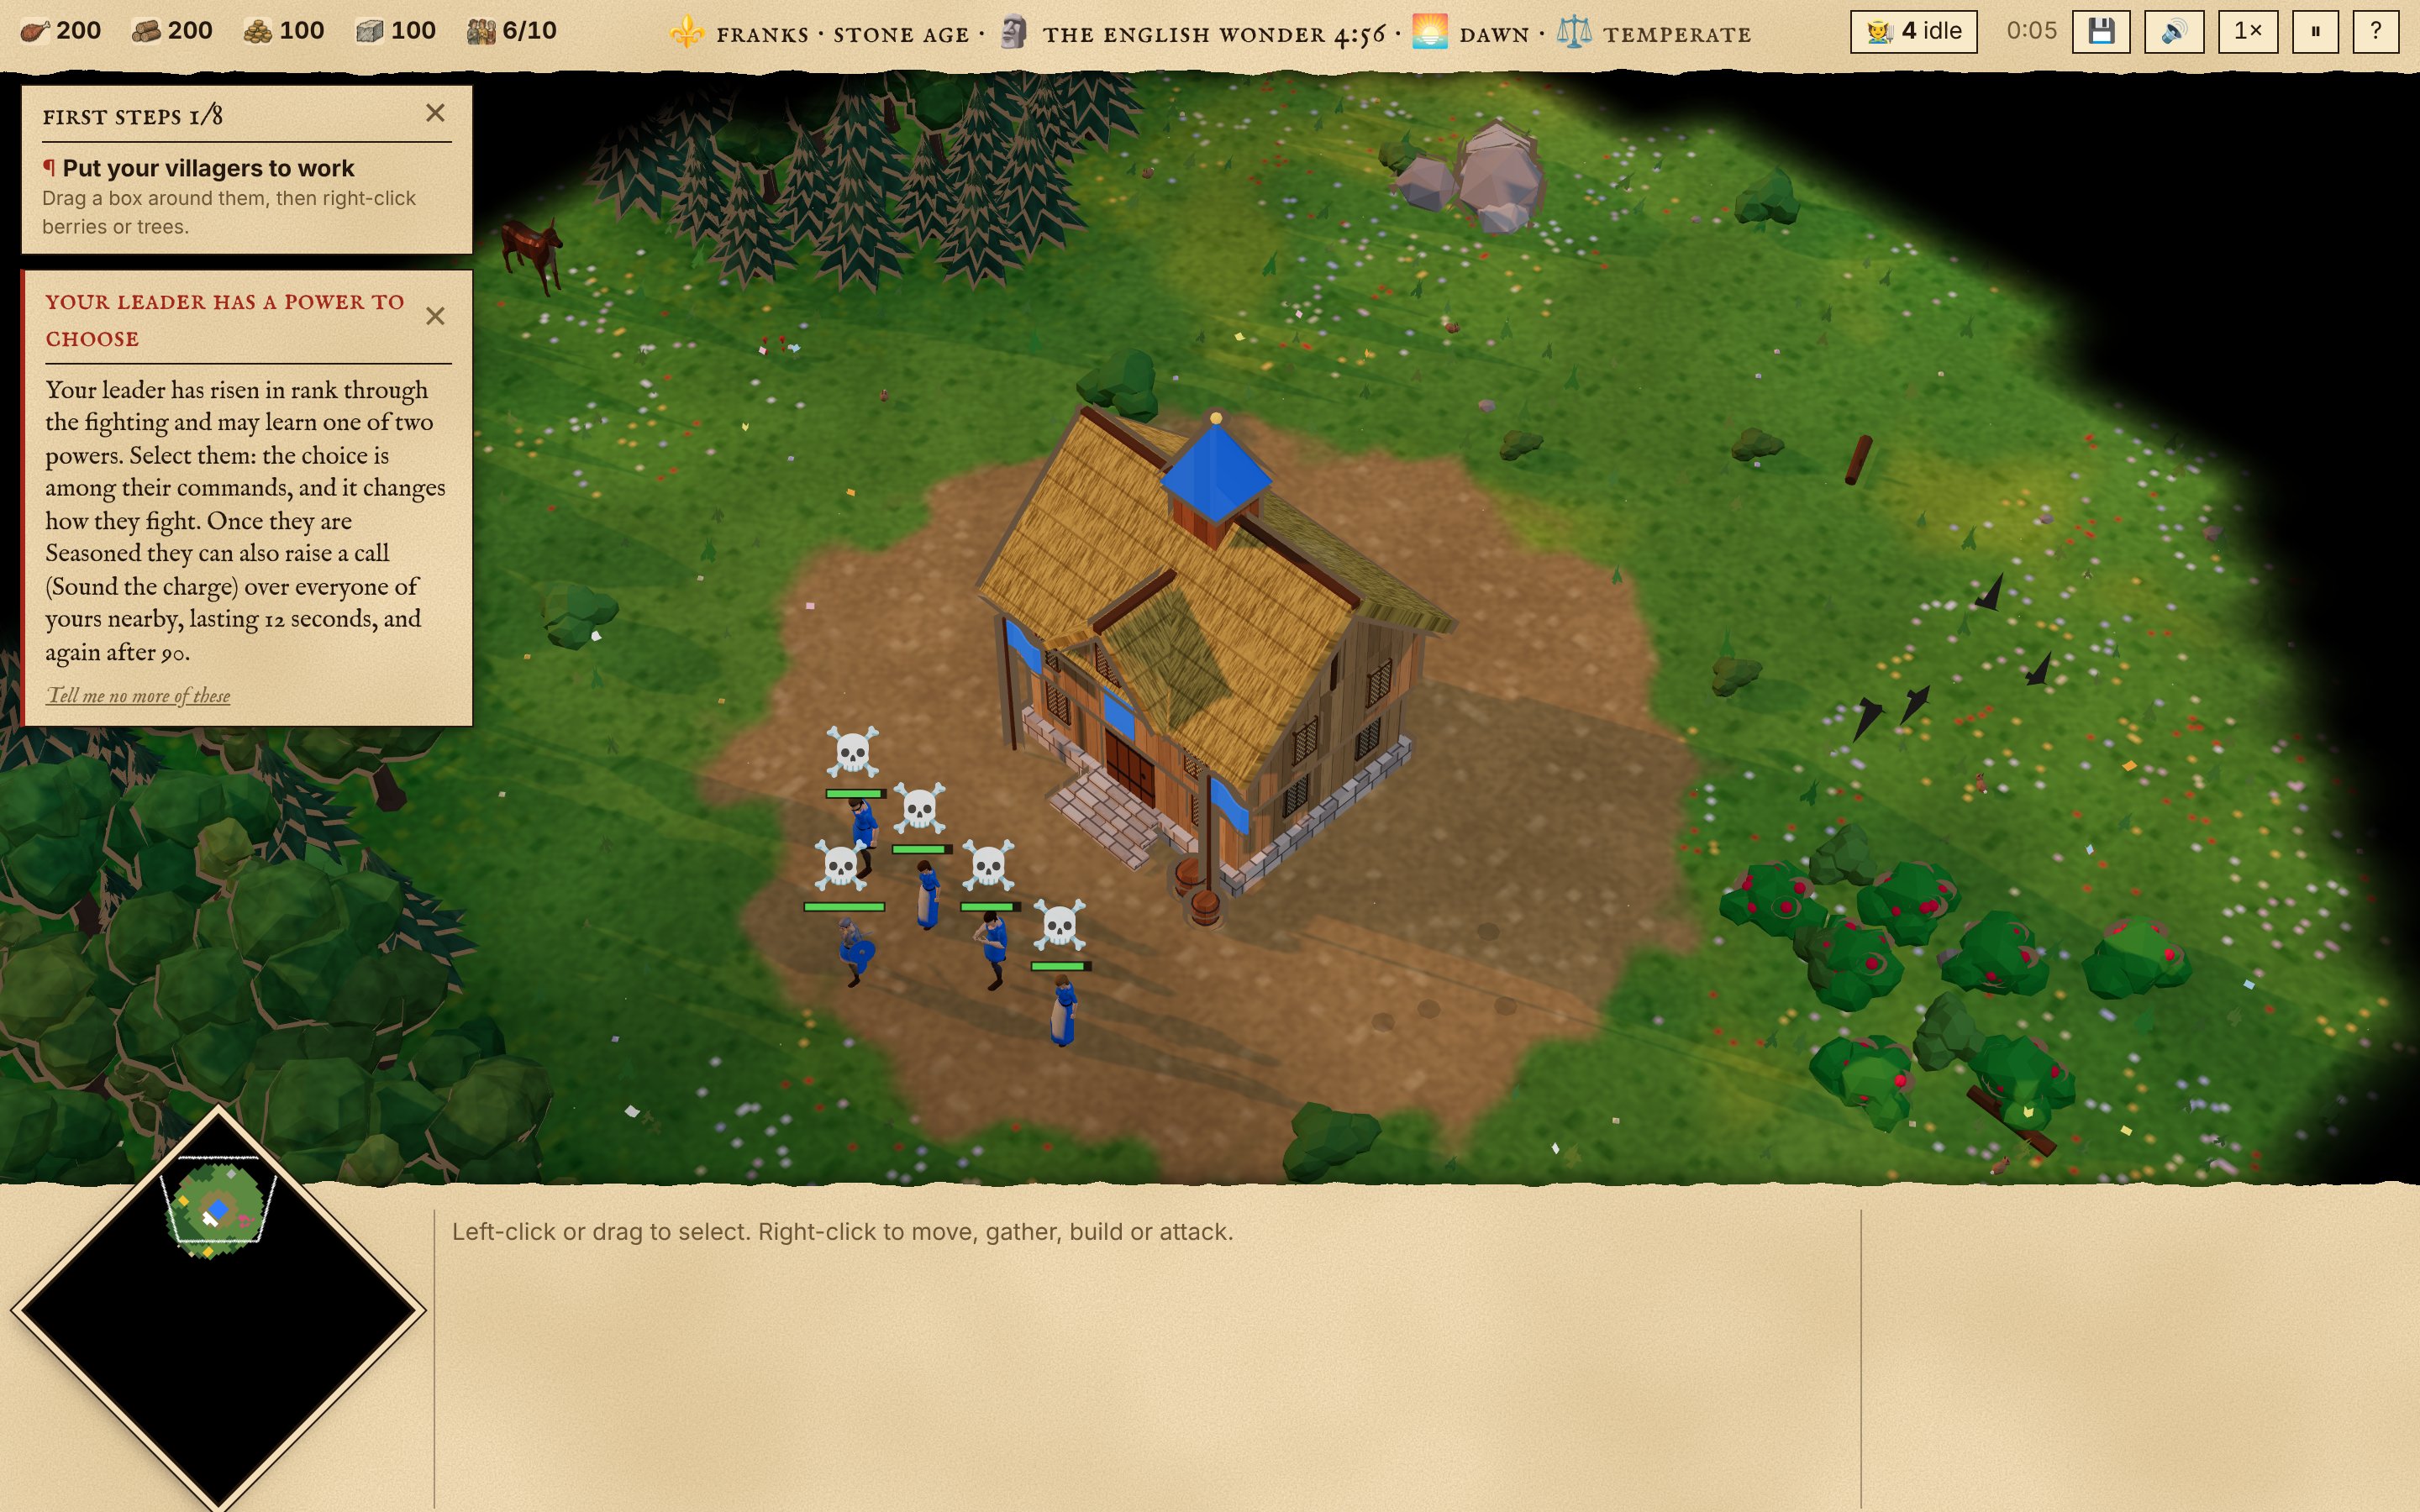 200 200 100 100 6/10
FRANKS · STONE AGE · THE ENGLISH WONDER 4:56 · DAWN · TEMPERATE
4 idle 0:05 1× ?
FIRST STEPS 1/8
¶ Put your villagers to work
Drag a box around them, then right-click
berries or trees.
YOUR LEADER HAS A POWER TO
CHOOSE
Your leader has risen in rank through
the fighting and may learn one of two
powers. Select them: the choice is
among their commands, and it changes
how they fight. Once they are
Seasoned they can also raise a call
(Sound the charge) over everyone of
yours nearby, lasting 12 seconds, and
again after 90.
Tell me no more of these
Left-click or drag to select. Right-click to move, gather, build or attack.